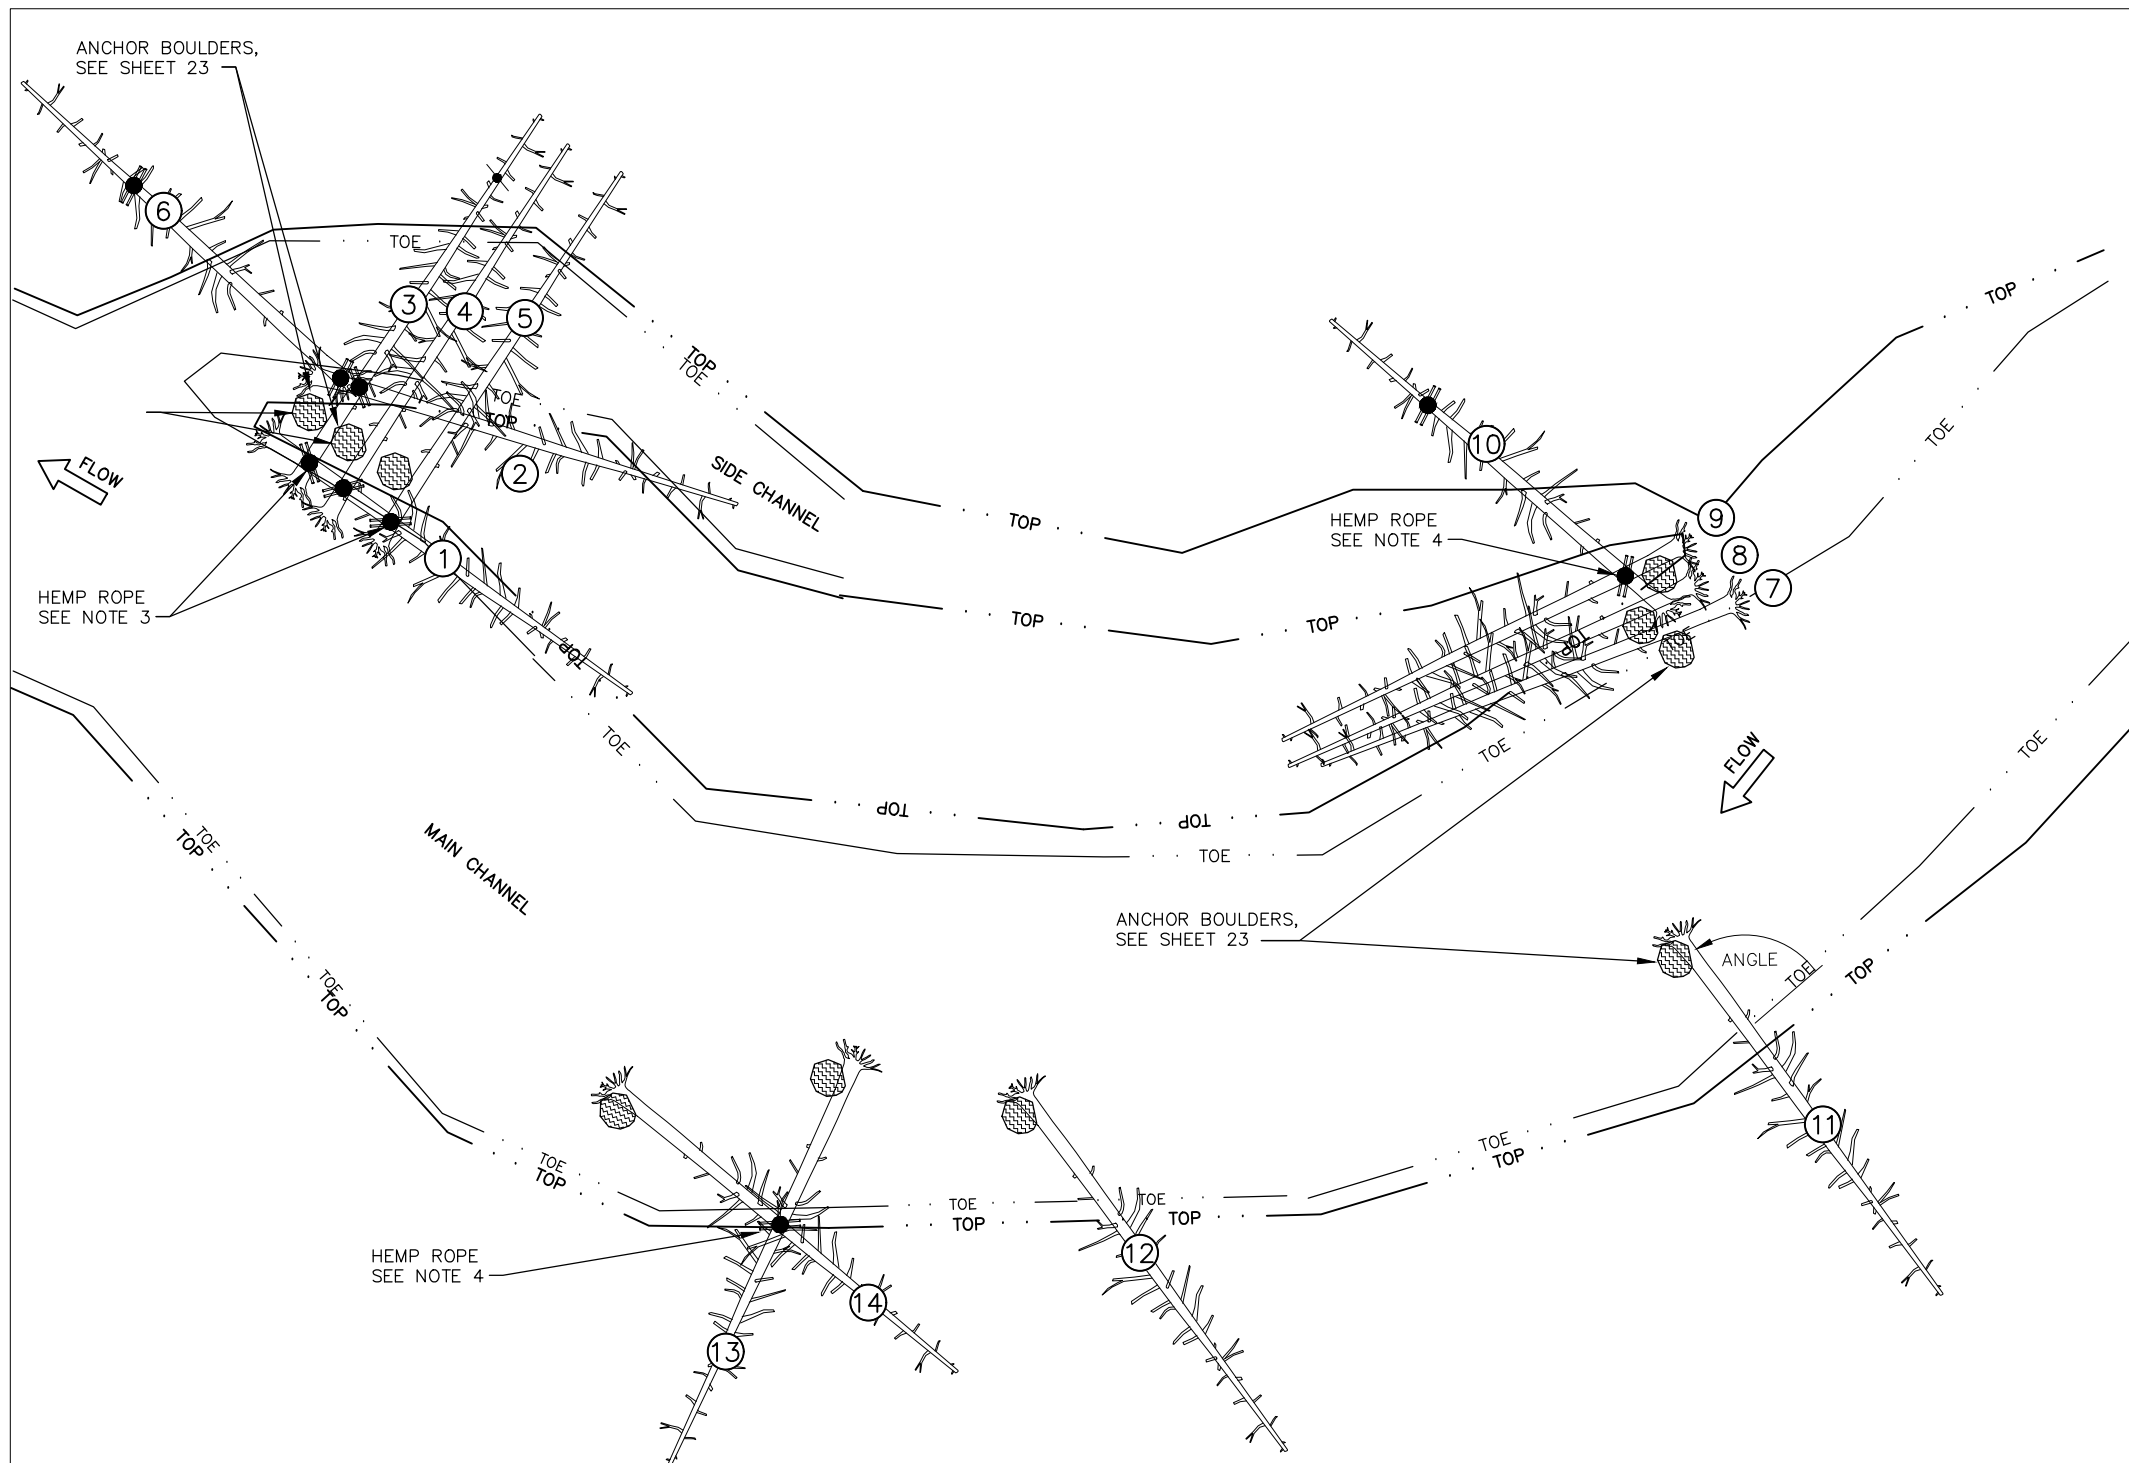 ANCHOR BOULDERS,
SEE SHEET 23
6
TOE
3
4
5
TOP
TOE
TOP
TOE
TOE
TOP
10
FLOW
2
SIDE CHANNEL
TOP
HEMP ROPE
SEE NOTE 4
9
8
7
1
HEMP ROPE
SEE NOTE 3
TOP
TOP
TOP
TOP
TOE
TOE
FLOW
TOE
TOP
TOP
TOE
TOE
TOP
MAIN CHANNEL
ANCHOR BOULDERS,
SEE SHEET 23
ANGLE
TOE
TOP
TOE
TOP
11
TOE
TOP
TOE
TOP
TOE
TOP
TOE
TOP
12
HEMP ROPE
SEE NOTE 4
14
13